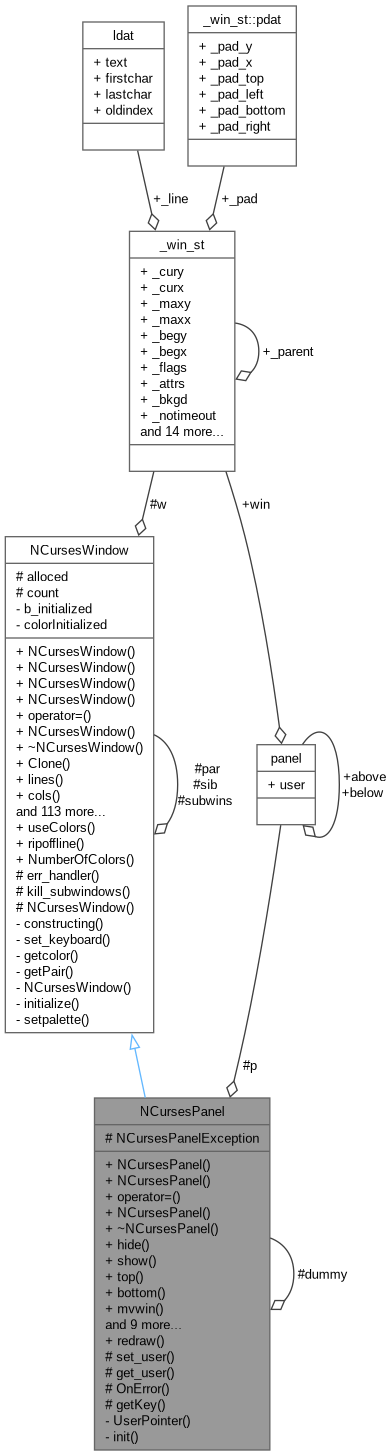 ldat
+ text
+ firstchar
+ lastchar
+ oldindex
_win_st::pdat
+ _pad_y
+ _pad_x
+ _pad_top
+ _pad_left
+ _pad_bottom
+ _pad_right
+_line
+_pad
_win_st
+ _cury
+ _curx
+ _maxy
+ _maxx
+ _begy
+ _begx
+ _flags
+ _attrs
+ _bkgd
+ _notimeout
and 14 more...
+_parent
#w
+win
NCursesWindow
# alloced
# count
- b_initialized
- colorInitialized
+ NCursesWindow()
+ NCursesWindow()
+ NCursesWindow()
+ NCursesWindow()
+ operator=()
+ NCursesWindow()
+ ~NCursesWindow()
+ Clone()
+ lines()
+ cols()
and 113 more...
+ useColors()
+ ripoffline()
+ NumberOfColors()
# err_handler()
# kill_subwindows()
# NCursesWindow()
- constructing()
- set_keyboard()
- getcolor()
- getPair()
- NCursesWindow()
- initialize()
- setpalette()
#par
#sib
#subwins
panel
+ user
+above
+below
#p
NCursesPanel
# NCursesPanelException
+ NCursesPanel()
+ NCursesPanel()
+ operator=()
+ NCursesPanel()
+ ~NCursesPanel()
+ hide()
+ show()
+ top()
+ bottom()
+ mvwin()
and 9 more...
+ redraw()
# set_user()
# get_user()
# OnError()
# getKey()
- UserPointer()
- init()
#dummy